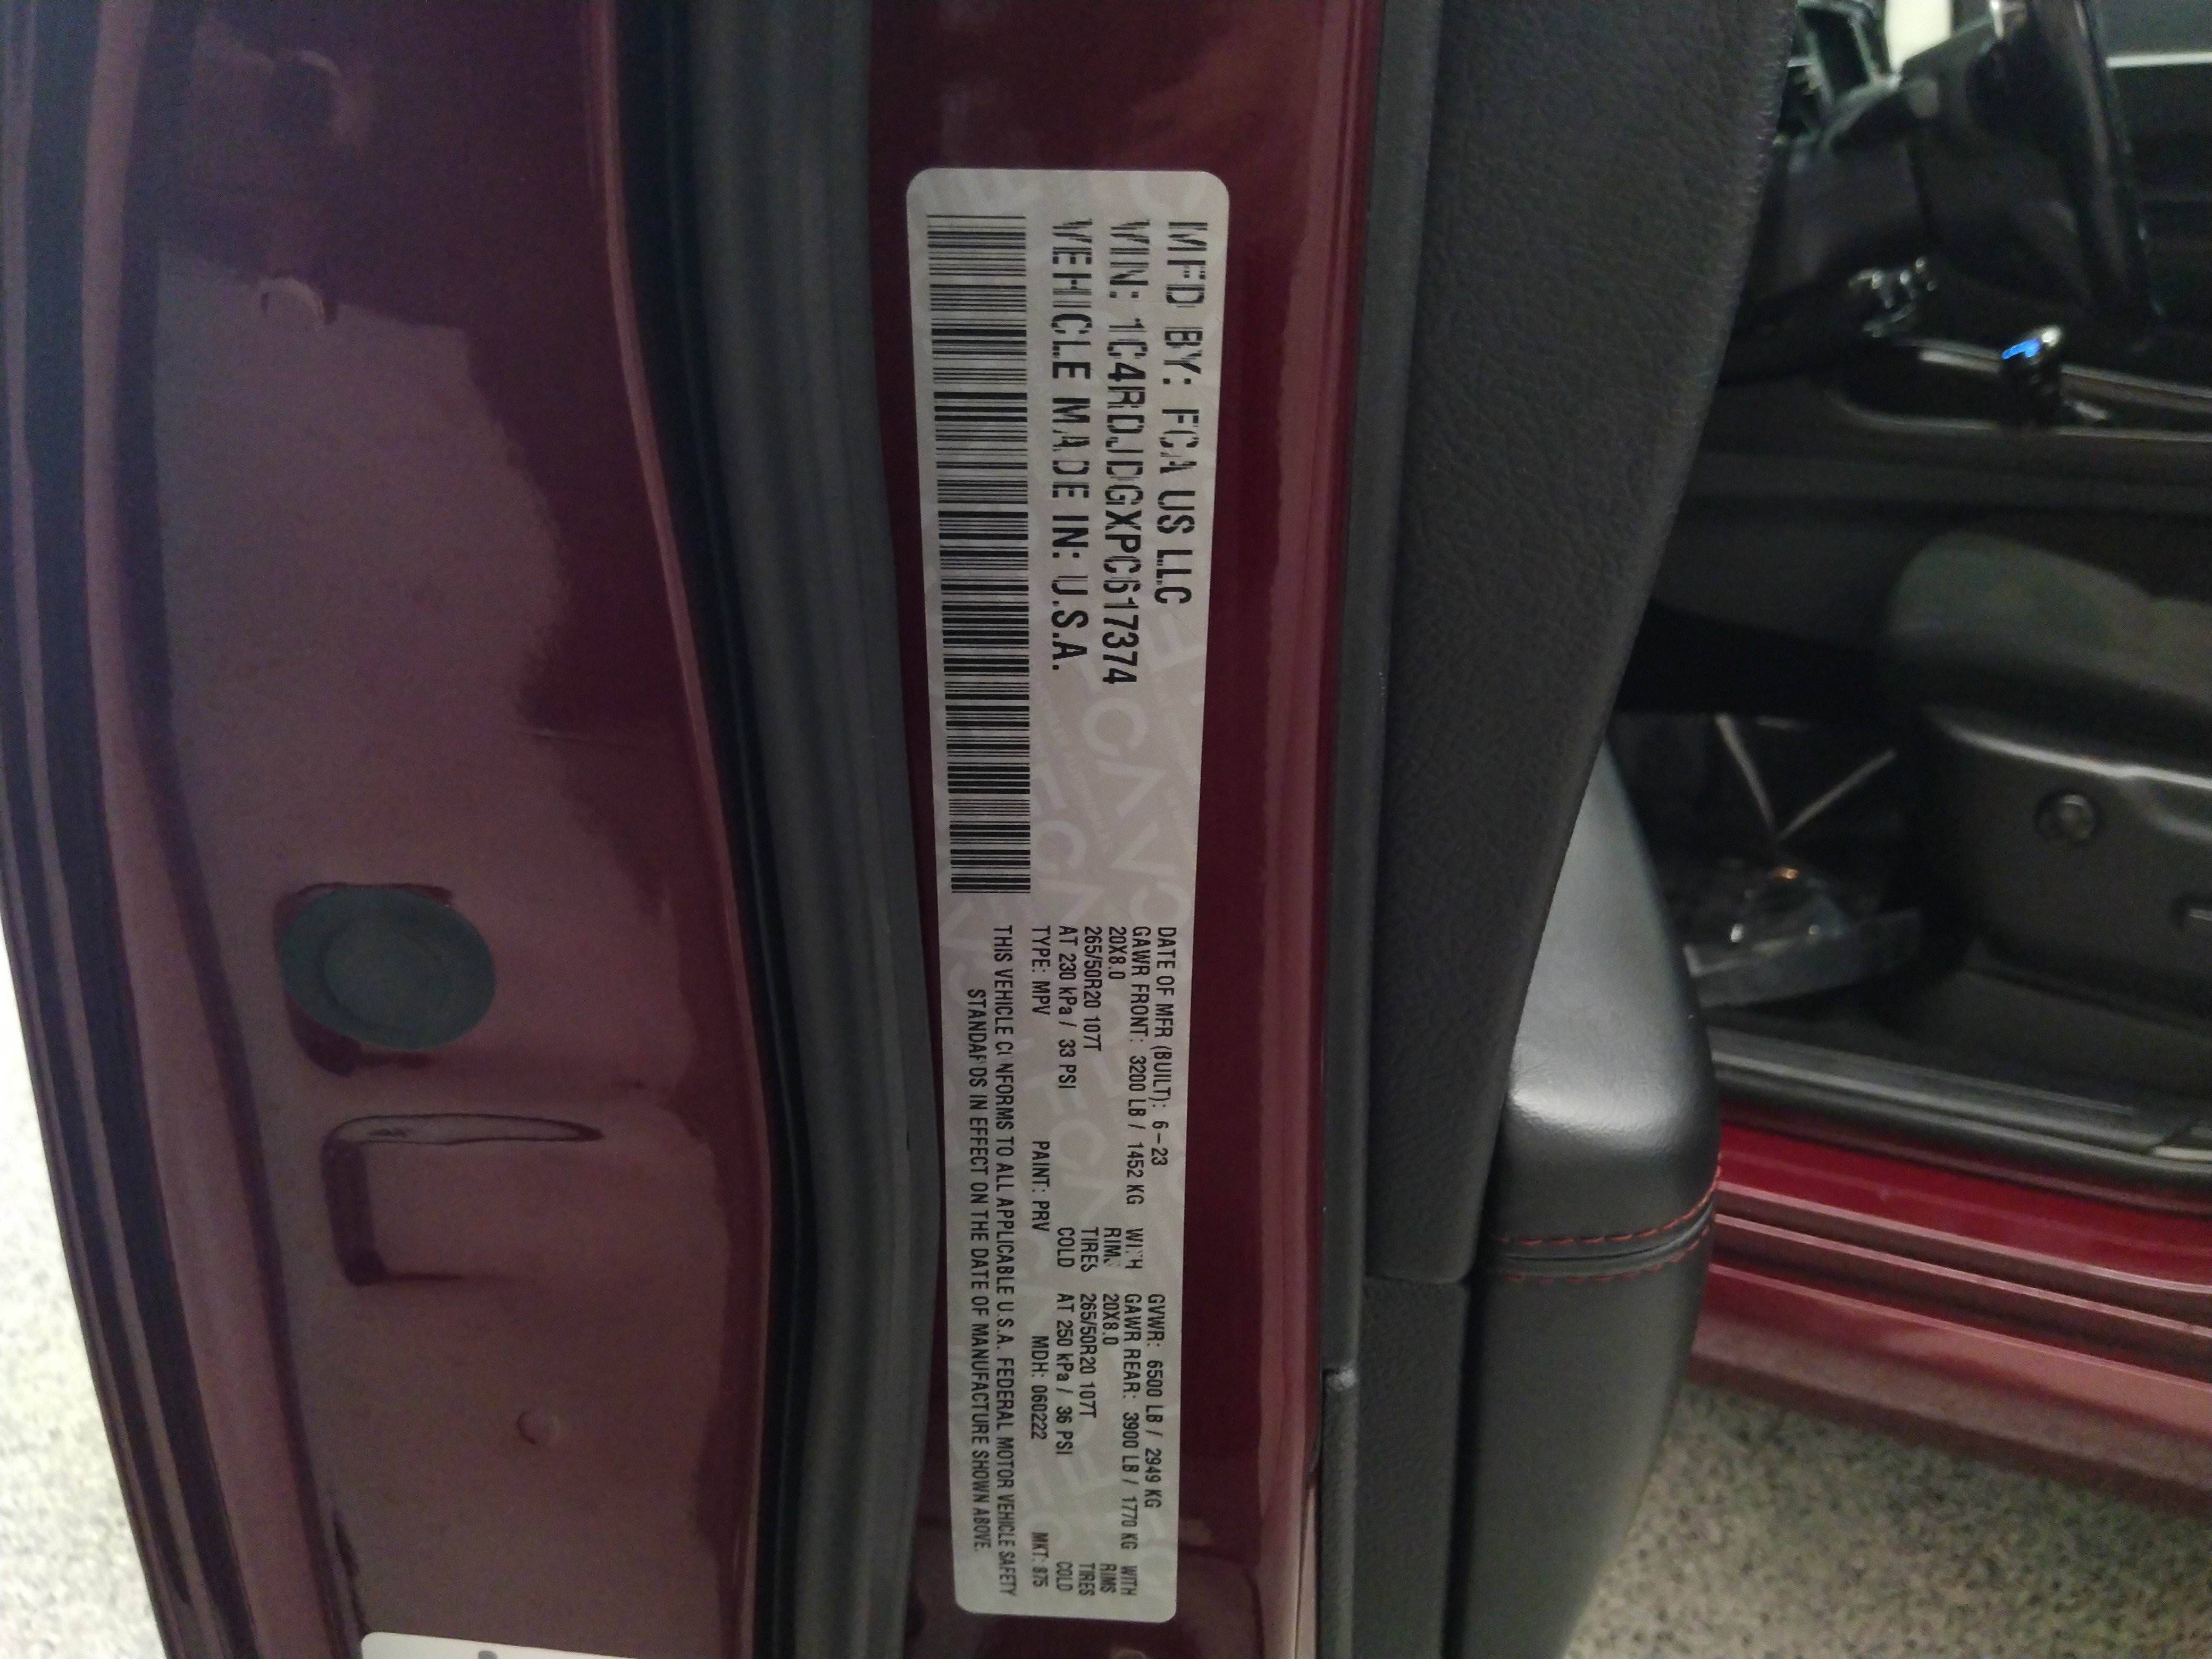 MFD BY: FCA US LLC
VIN: 1C4RDJDGXPC617374
VEHICLE MADE IN: U.S.A.
DATE OF MFR (BUILT): 6-23 GVWR: 6500 LB / 2949 KG
GAWR FRONT: 3200 LB / 1452 KG WITH GAWR REAR: 3900 LB / 1770 KG WITH
20X8.0 RIMS 20X8.0 RIMS
265/50R20 107T TIRES 265/50R20 107T TIRES
AT 230 kPa / 33 PSI COLD AT 250 kPa / 36 PSI COLD
TYPE: MPV PAINT: PRV MDH: 060222 MKT: 875
THIS VEHICLE CONFORMS TO ALL APPLICABLE U.S.A. FEDERAL MOTOR VEHICLE SAFETY
STANDARDS IN EFFECT ON THE DATE OF MANUFACTURE SHOWN ABOVE.